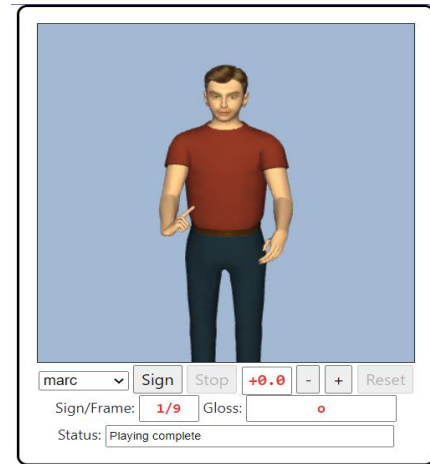 marc Sign Stop +0.0 - + Reset
Sign/Frame: 1/9 Gloss: o
Status: Playing complete